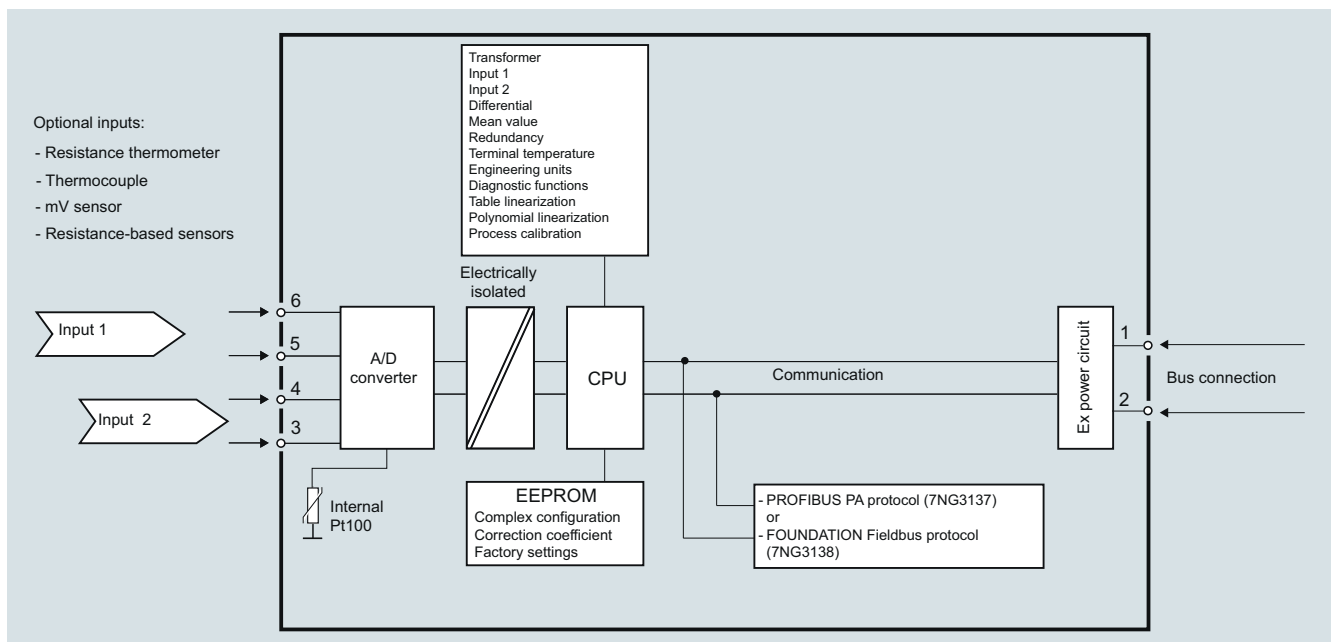 Optional inputs:
- Resistance thermometer
- Thermocouple
- mV sensor
- Resistance-based sensors
Transformer
Input 1
Input 2
Differential
Mean value
Redundancy
Terminal temperature
Engineering units
Diagnostic functions
Table linearization
Polynomial linearization
Process calibration
Electrically
isolated
Input 1
Input 2
6
5
4
3
A/D
converter
CPU
Communication
Ex power circuit
1
2
Bus connection
Internal
Pt100
EEPROM
Complex configuration
Correction coefficient
Factory settings
- PROFIBUS PA protocol (7NG3137)
or
- FOUNDATION Fieldbus protocol
(7NG3138)